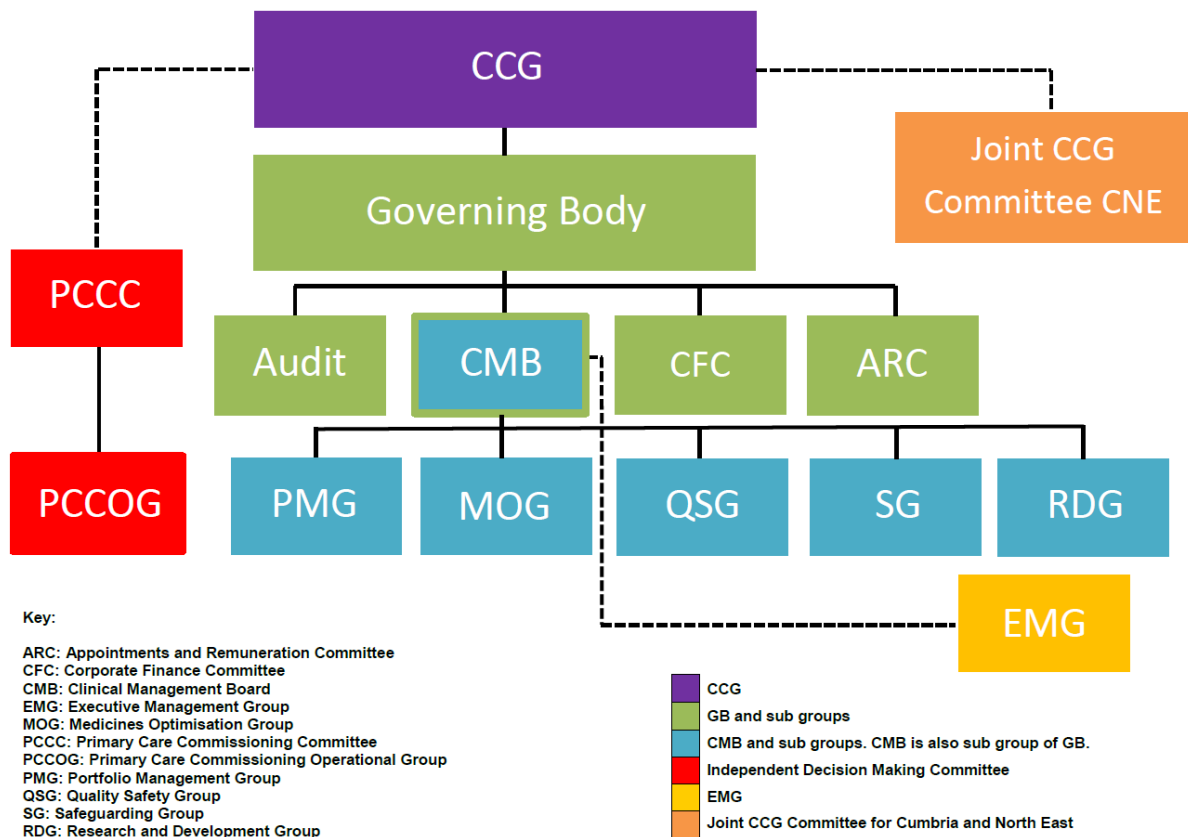 CCG
Joint CCG
Committee CNE
Governing Body
PCCC
Audit
CMB
CFC
ARC
PCCOG
PMG
MOG
QSG
SG
RDG
EMG
Key:
ARC: Appointments and Remuneration Committee
CFC: Corporate Finance Committee
CMB: Clinical Management Board
EMG: Executive Management Group
MOG: Medicines Optimisation Group
PCCC: Primary Care Commissioning Committee
PCCOG: Primary Care Commissioning Operational Group
PMG: Portfolio Management Group
QSG: Quality Safety Group
SG: Safeguarding Group
RDG: Research and Development Group
CCG
GB and sub groups
CMB and sub groups. CMB is also sub group of GB.
Independent Decision Making Committee
EMG
Joint CCG Committee for Cumbria and North East